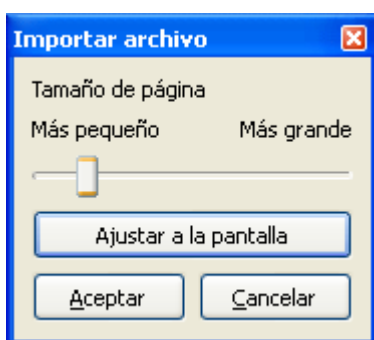 Importar archivo
Tamaño de página
Más pequeño Más grande
Ajustar a la pantalla
Aceptar Cancelar